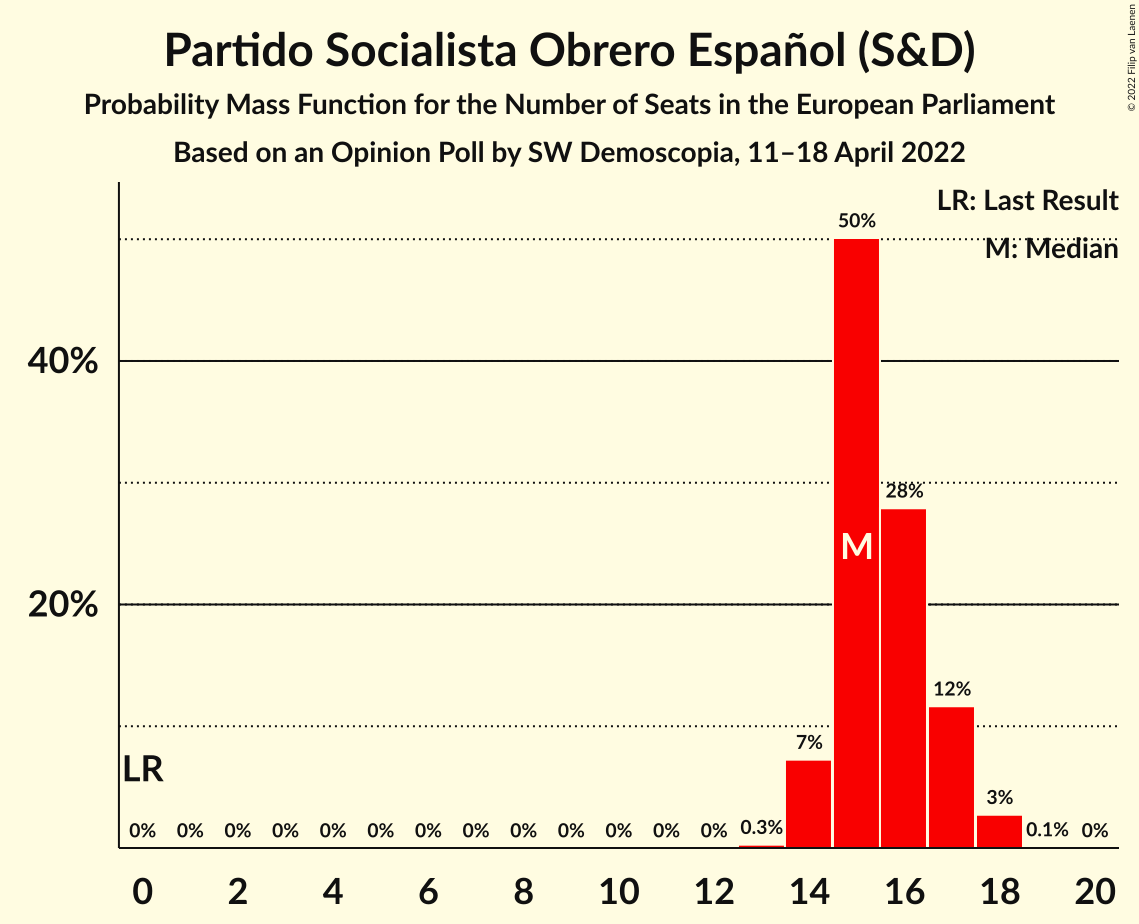 Partido Socialista Obrero Español (S&D)
Probability Mass Function for the Number of Seats in the European Parliament
Based on an Opinion Poll by SW Demoscopia, 11–18 April 2022
© 2022 Filip van Laenen
LR: Last Result
M: Median
50%
40%
28%
M
20%
12%
7%
LR
3%
0% 0% 0% 0% 0% 0% 0% 0% 0% 0% 0% 0% 0% 0.3% 0.1% 0%
0 2 4 6 8 10 12 14 16 18 20